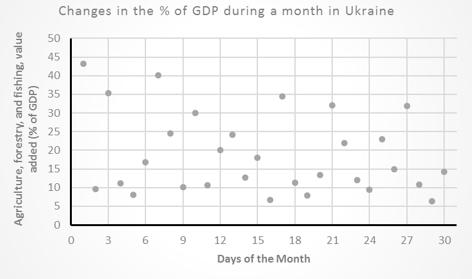 Changes in the % of GDP during a month in Ukraine
Agriculture, forestry, and fishing, value
added (% of GDP)
50
45
40
35
30
25
20
15
10
5
0
0 3 6 9 12 15 18 21 24 27 30
Days of the Month